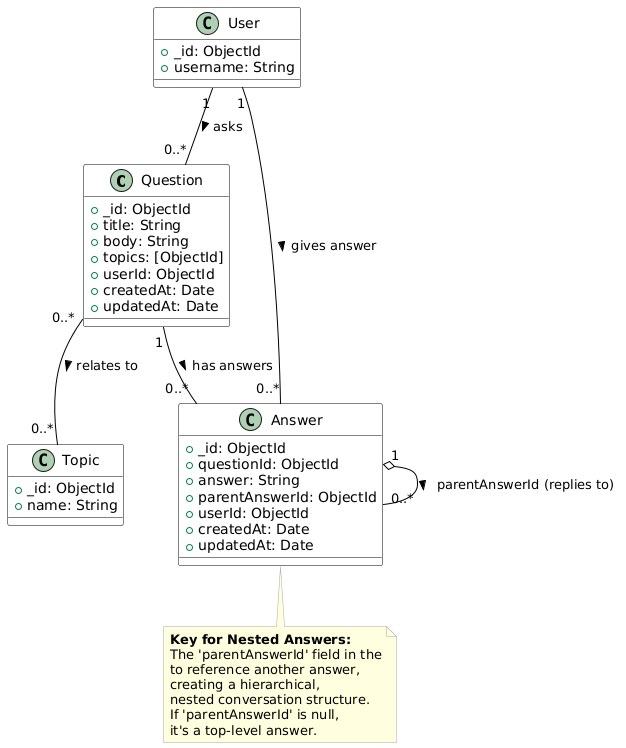 C User
_id: ObjectId
username: String
1
1
asks
0..*
C Question
_id: ObjectId
title: String
body: String
topics: [ObjectId]
userId: ObjectId
createdAt: Date
updatedAt: Date
gives answer
0..*
1
relates to
has answers
0..*
0..*
0..*
C Topic
_id: ObjectId
name: String
C Answer
_id: ObjectId
questionId: ObjectId
answer: String
parentAnswerId: ObjectId
userId: ObjectId
createdAt: Date
updatedAt: Date
1
parentAnswerId (replies to)
0..*
Key for Nested Answers:
The 'parentAnswerId' field in the
to reference another answer,
creating a hierarchical,
nested conversation structure.
If 'parentAnswerId' is null,
it's a top-level answer.